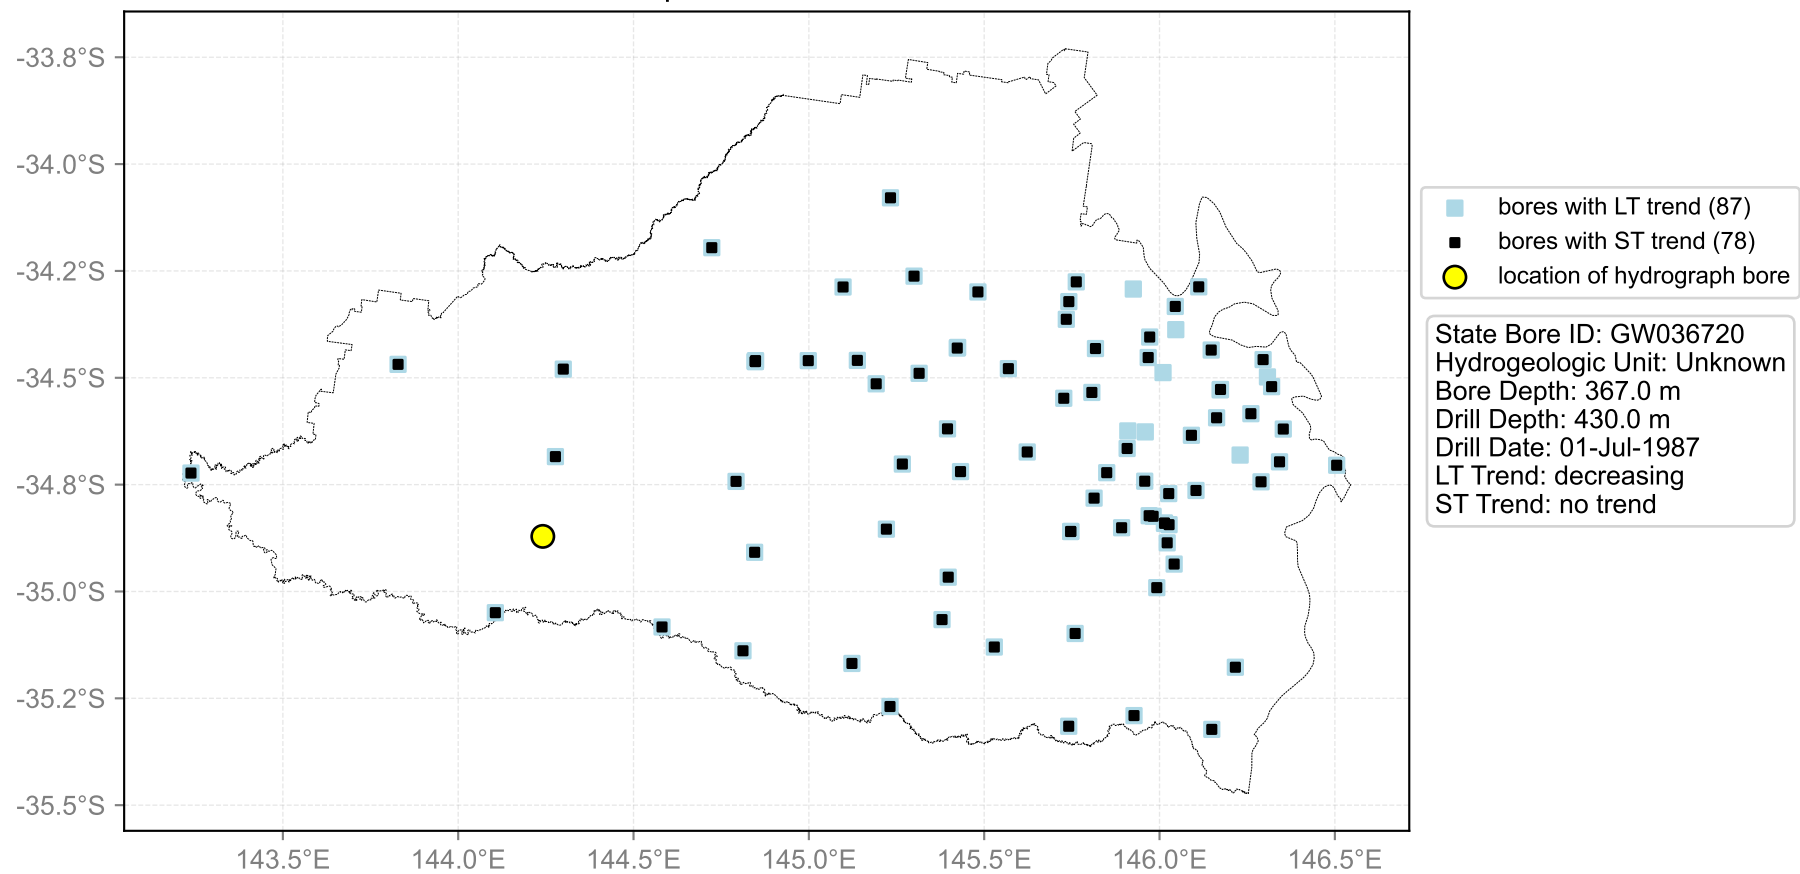 -33.8°S
-34.0°S
-34.2°S
-34.5°S
-34.8°S
-35.0°S
-35.2°S
-35.5°S
143.5°E
144.0°E
144.5°E
145.0°E
145.5°E
146.0°E
146.5°E
bores with LT trend (87)
bores with ST trend (78)
location of hydrograph bore
State Bore ID: GW036720
Hydrogeologic Unit: Unknown
Bore Depth: 367.0 m
Drill Depth: 430.0 m
Drill Date: 01-Jul-1987
LT Trend: decreasing
ST Trend: no trend